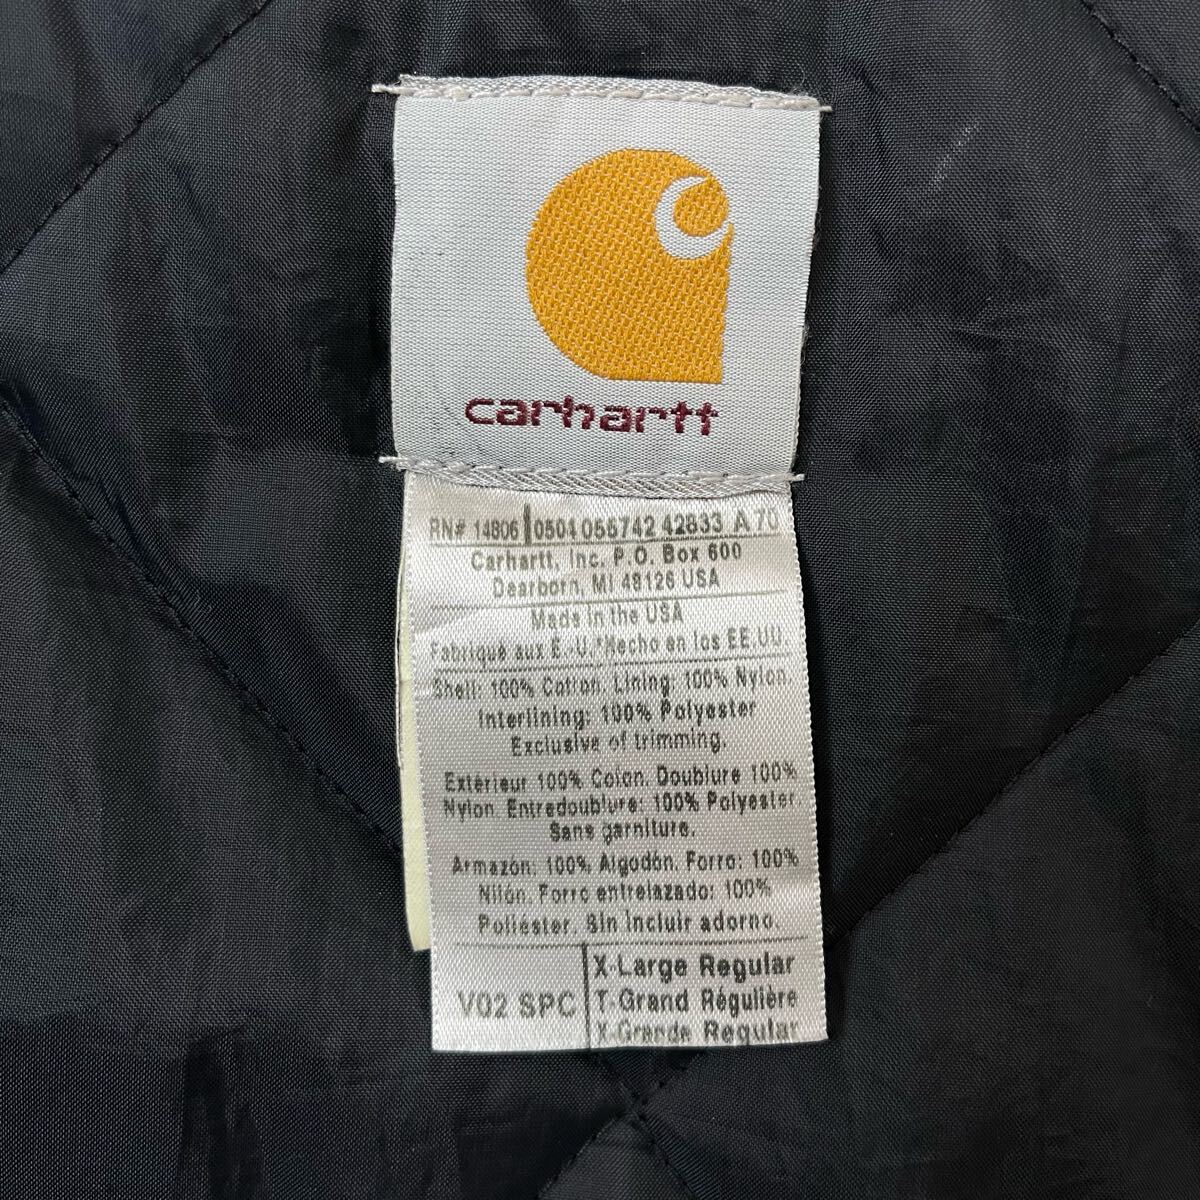 carhartt
RN# 14806 0504 055742 42833 A 70
Carhartt, Inc. P.O. Box 600
Dearborn, MI 48126 USA
Made in the USA
Fabriqué aux É.-U. *Hecho en los EE.UU.
Shell: 100% Cotton. Lining: 100% Nylon.
Interlining: 100% Polyester
Exclusive of trimming.
Extérieur 100% Coton. Doublure 100%
Nylon. Entredoublure: 100% Polyester.
Sans garniture.
Armazon: 100% Algodón. Forro: 100%
Nilón. Forro entrelazado: 100%
Poliéster. Sin incluir adorno.
X-Large Regular
V02 SPC T-Grand Régulière
X-Grande Regular